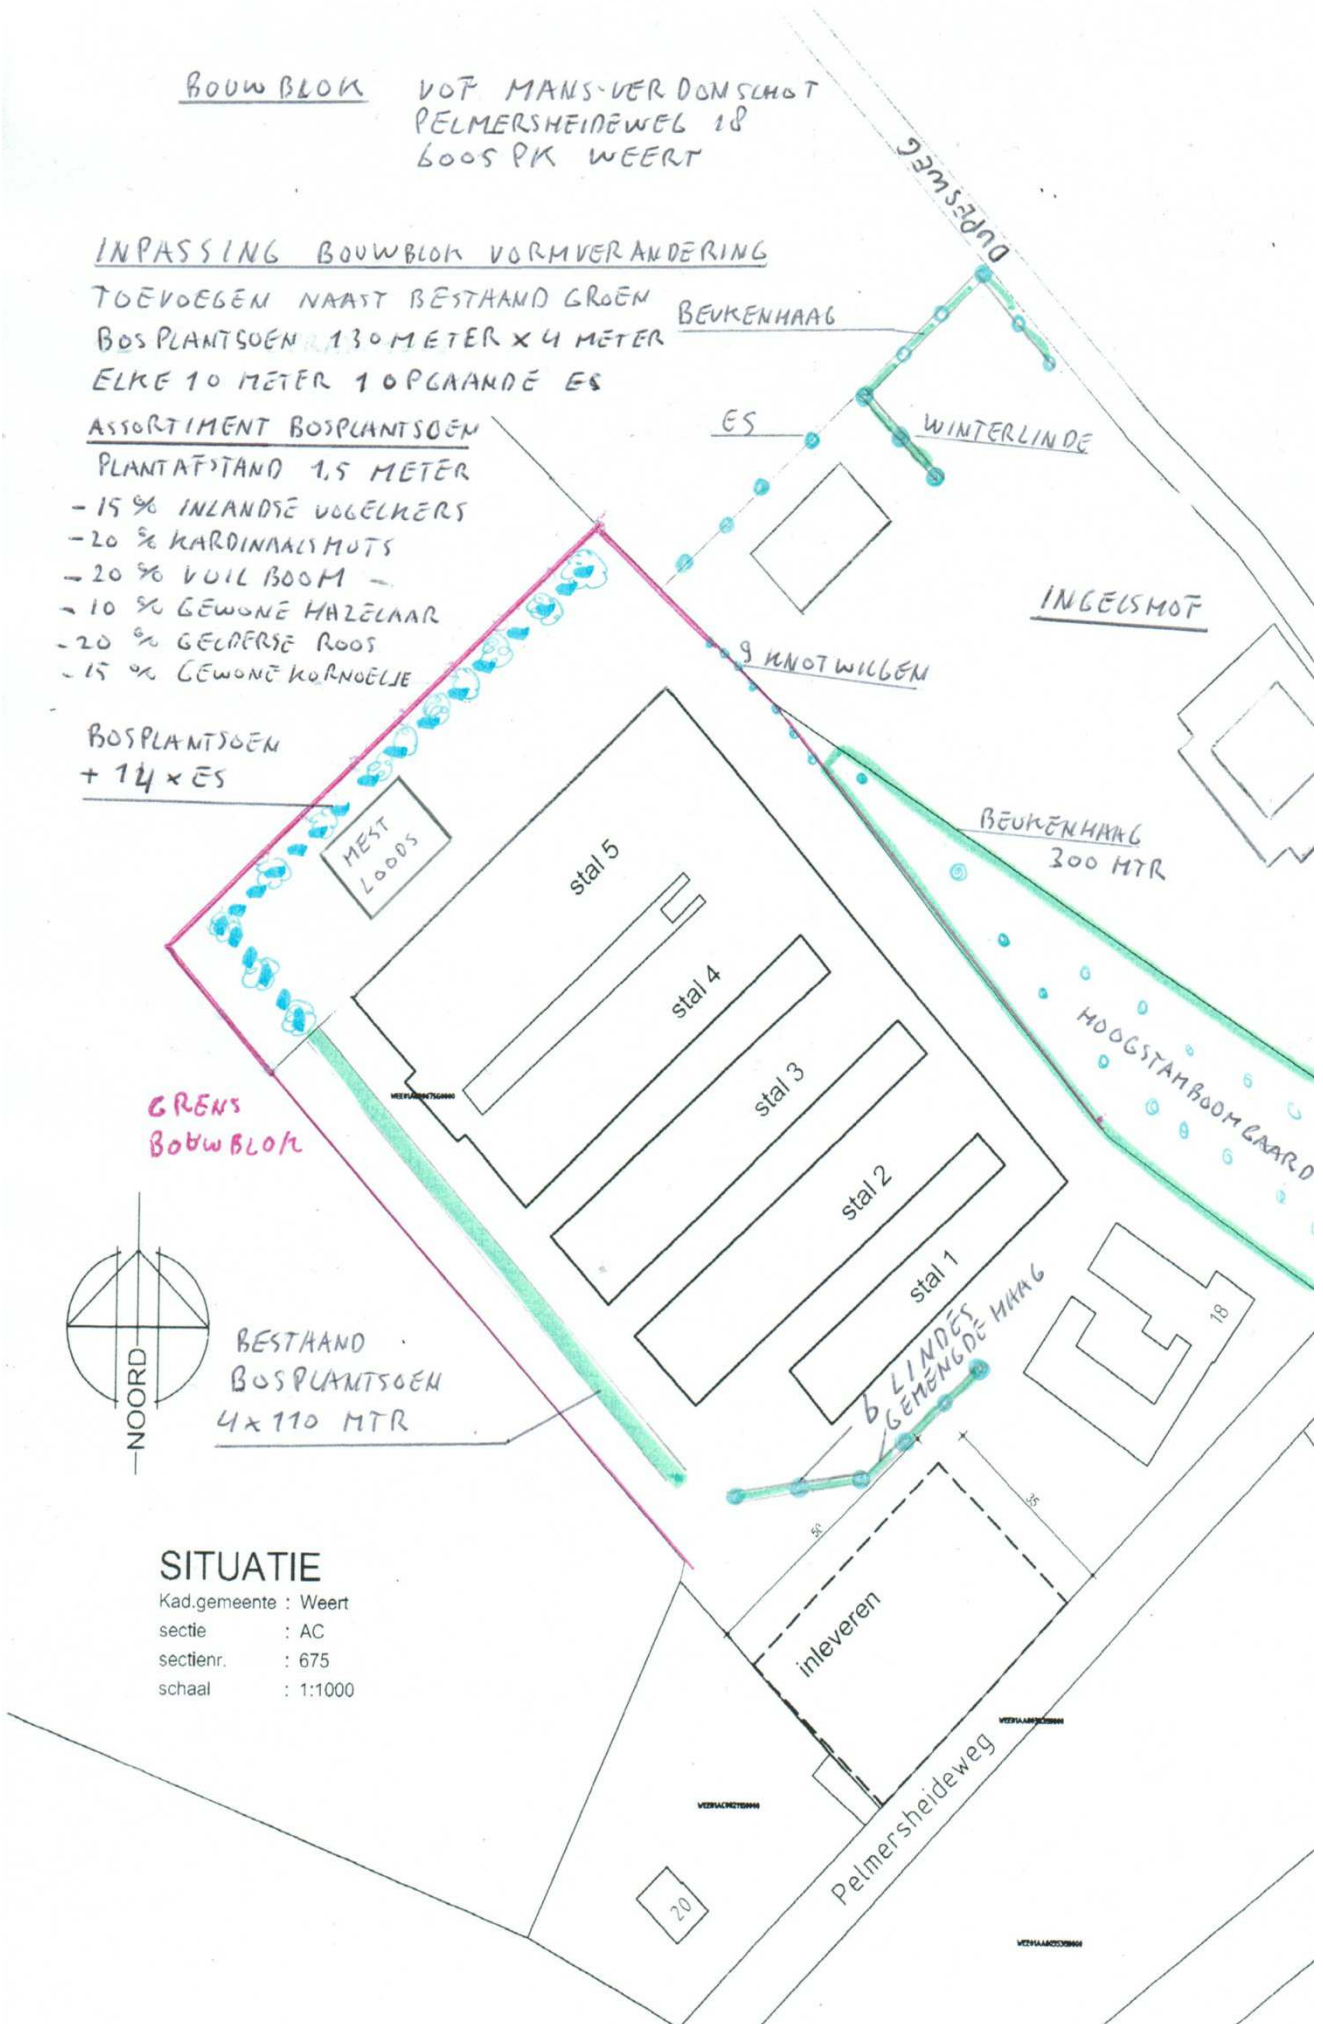 BOUWBLOK VOF MANS-VERDONSCHOT
PELMERSHEIDEWEG 18
6005 PK WEERT
DUPESWEG
INPASSING BOUWBLOK VORMVERANDERING
TOEVOEGEN NAAST BESTAND GROEN
BOSPLANTSOEN 130 METER X 4 METER
ELKE 10 METER 1 OPGAANDE ES
BEUKENHAAG
ES
WINTERLINDE
ASSORTIMENT BOSPLANTSOEN
PLANTAFSTAND 1,5 METER
- 15 % INLANDSE VOGELKERS
- 20 % KARDINAALSMUTS
- 20 % VUILBOOM -
- 10 % GEWONE HAZELAAR
- 20 % GELDERSE ROOS
- 15 % GEWONE KORNOELJE
INGELSHOF
9 KNOTWILGEN
BOSPLANTSOEN
+ 14 x ES
MEST
LOODS
BEUKENHAAG
300 MTR
HOOGSTAMBOOMGAARD
stal 5
stal 4
stal 3
stal 2
stal 1
GRENS
BOUWBLOK
NOORD
BESTAND
BOSPLANTSOEN
4 x 110 MTR
6 LINDES
GEMENGDE HAAG
18
50
35
inleveren
SITUATIE
Kad.gemeente : Weert
sectie : AC
sectienr. : 675
schaal : 1:1000
Pelmersheideweg
20